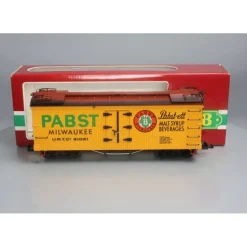 PABST
MILWAUKEE
Pabst-ett
MALT SYRUP
BEVERAGES
B